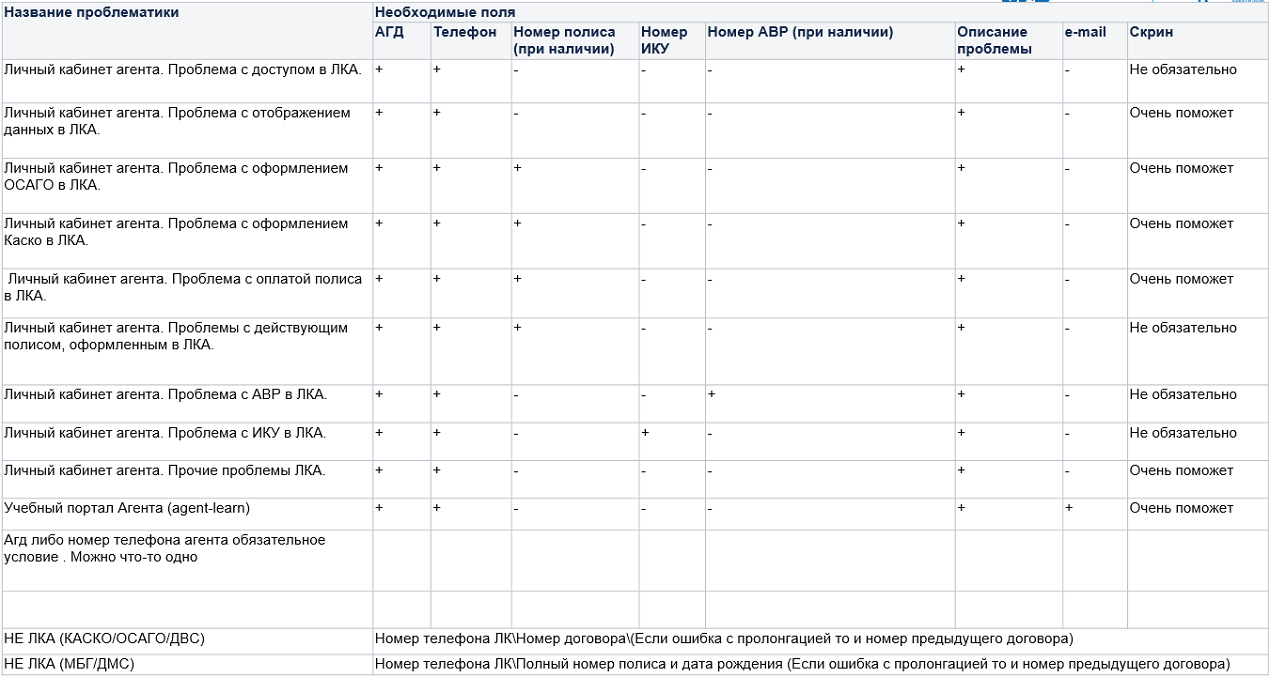 Название проблематики Необходимые поля
АГД Телефон Номер полиса Номер Номер АВР (при наличии) Описание e-mail Скрин
(при наличии) ИКУ проблемы
Личный кабинет агента. Проблема с доступом в ЛКА. + + - - - + - Не обязательно
Личный кабинет агента. Проблема с отображением + + - - - + - Очень поможет
данных в ЛКА.
Личный кабинет агента. Проблема с оформлением + + + - - + - Очень поможет
ОСАГО в ЛКА.
Личный кабинет агента. Проблема с оформлением + + + - - + - Очень поможет
Каско в ЛКА.
Личный кабинет агента. Проблема с оплатой полиса + + + - - + - Очень поможет
в ЛКА.
Личный кабинет агента. Проблемы с действующим + + + - - + - Не обязательно
полисом, оформленным в ЛКА.
Личный кабинет агента. Проблема с АВР в ЛКА. + + - - + + - Не обязательно
Личный кабинет агента. Проблема с ИКУ в ЛКА. + + - + - + - Не обязательно
Личный кабинет агента. Прочие проблемы ЛКА. + + - - - + - Очень поможет
Учебный портал Агента (agent-learn) + + - - - + + Очень поможет
Агд либо номер телефона агента обязательное
условие . Можно что-то одно
НЕ ЛКА (КАСКО/ОСАГО/ДВС) Номер телефона ЛК\Номер договора\(Если ошибка с пролонгацией то и номер предыдущего договора)
НЕ ЛКА (МБГ/ДМС) Номер телефона ЛК\Полный номер полиса и дата рождения (Если ошибка с пролонгацией то и номер предыдущего договора)